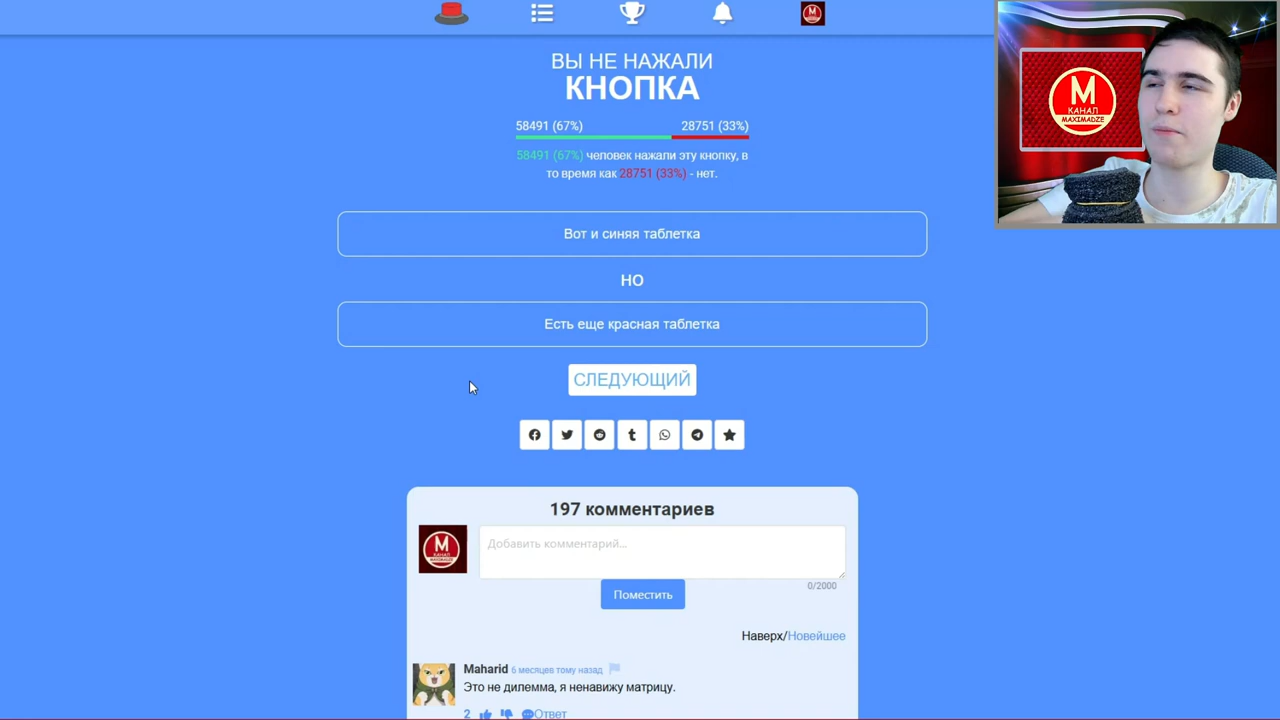 ВЫ НЕ НАЖАЛИ
КНОПКА
58491 (67%) 28751 (33%)
58491 (67%) человек нажали эту кнопку, в
то время как 28751 (33%) - нет.
Вот и синяя таблетка
НО
Есть еще красная таблетка
СЛЕДУЮЩИЙ
197 комментариев
Добавить комментарий...
0/2000
Поместить
Наверх/Новейшее
Maharid 6 месяцев тому назад
Это не дилемма, я ненавижу матрицу.
2 Ответ
М
КАНАЛ
MAXIMADZE